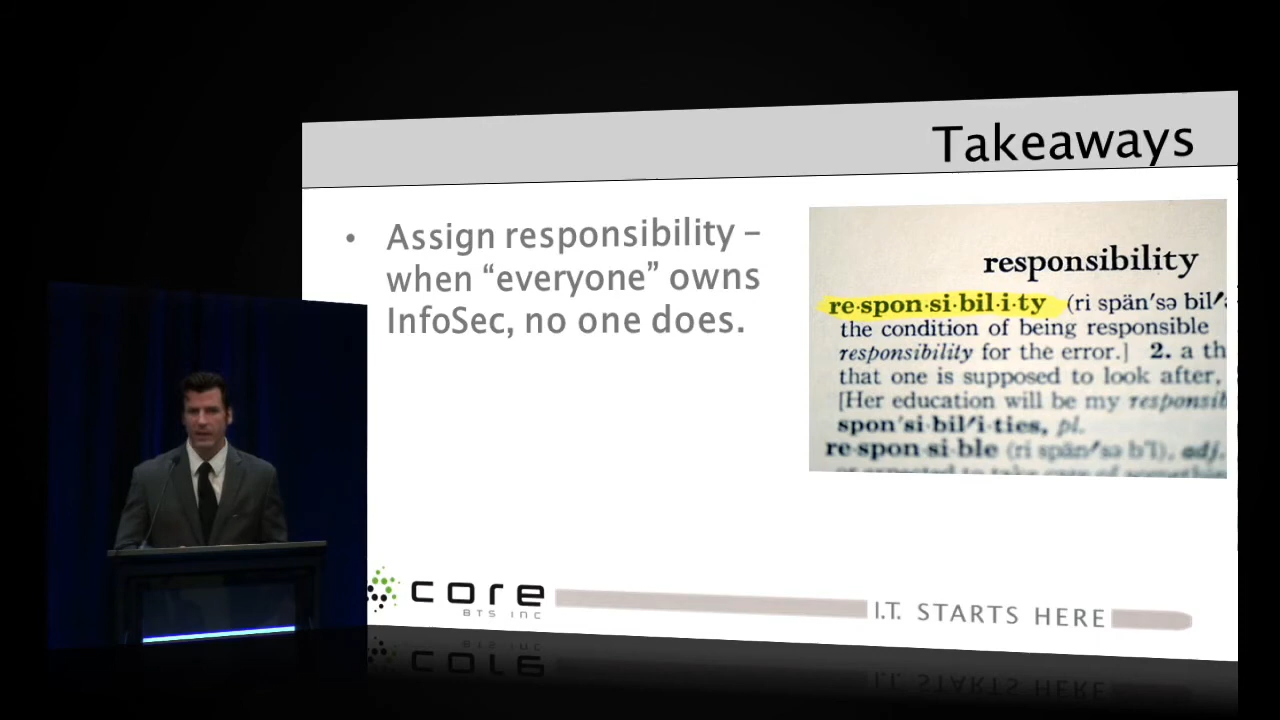 Takeaways
• Assign responsibility –
when “everyone” owns
InfoSec, no one does.
responsibility
re·spon·si·bil·i·ty (ri spän′sə bil′
the condition of being responsible
responsibility for the error.] 2. a th
that one is supposed to look after,
[Her education will be my responsib
spon′si·bil′i·ties, pl.
re·spon·si·ble (ri spän′sə b'l), adj.
core
BTS INC
I.T. STARTS HERE